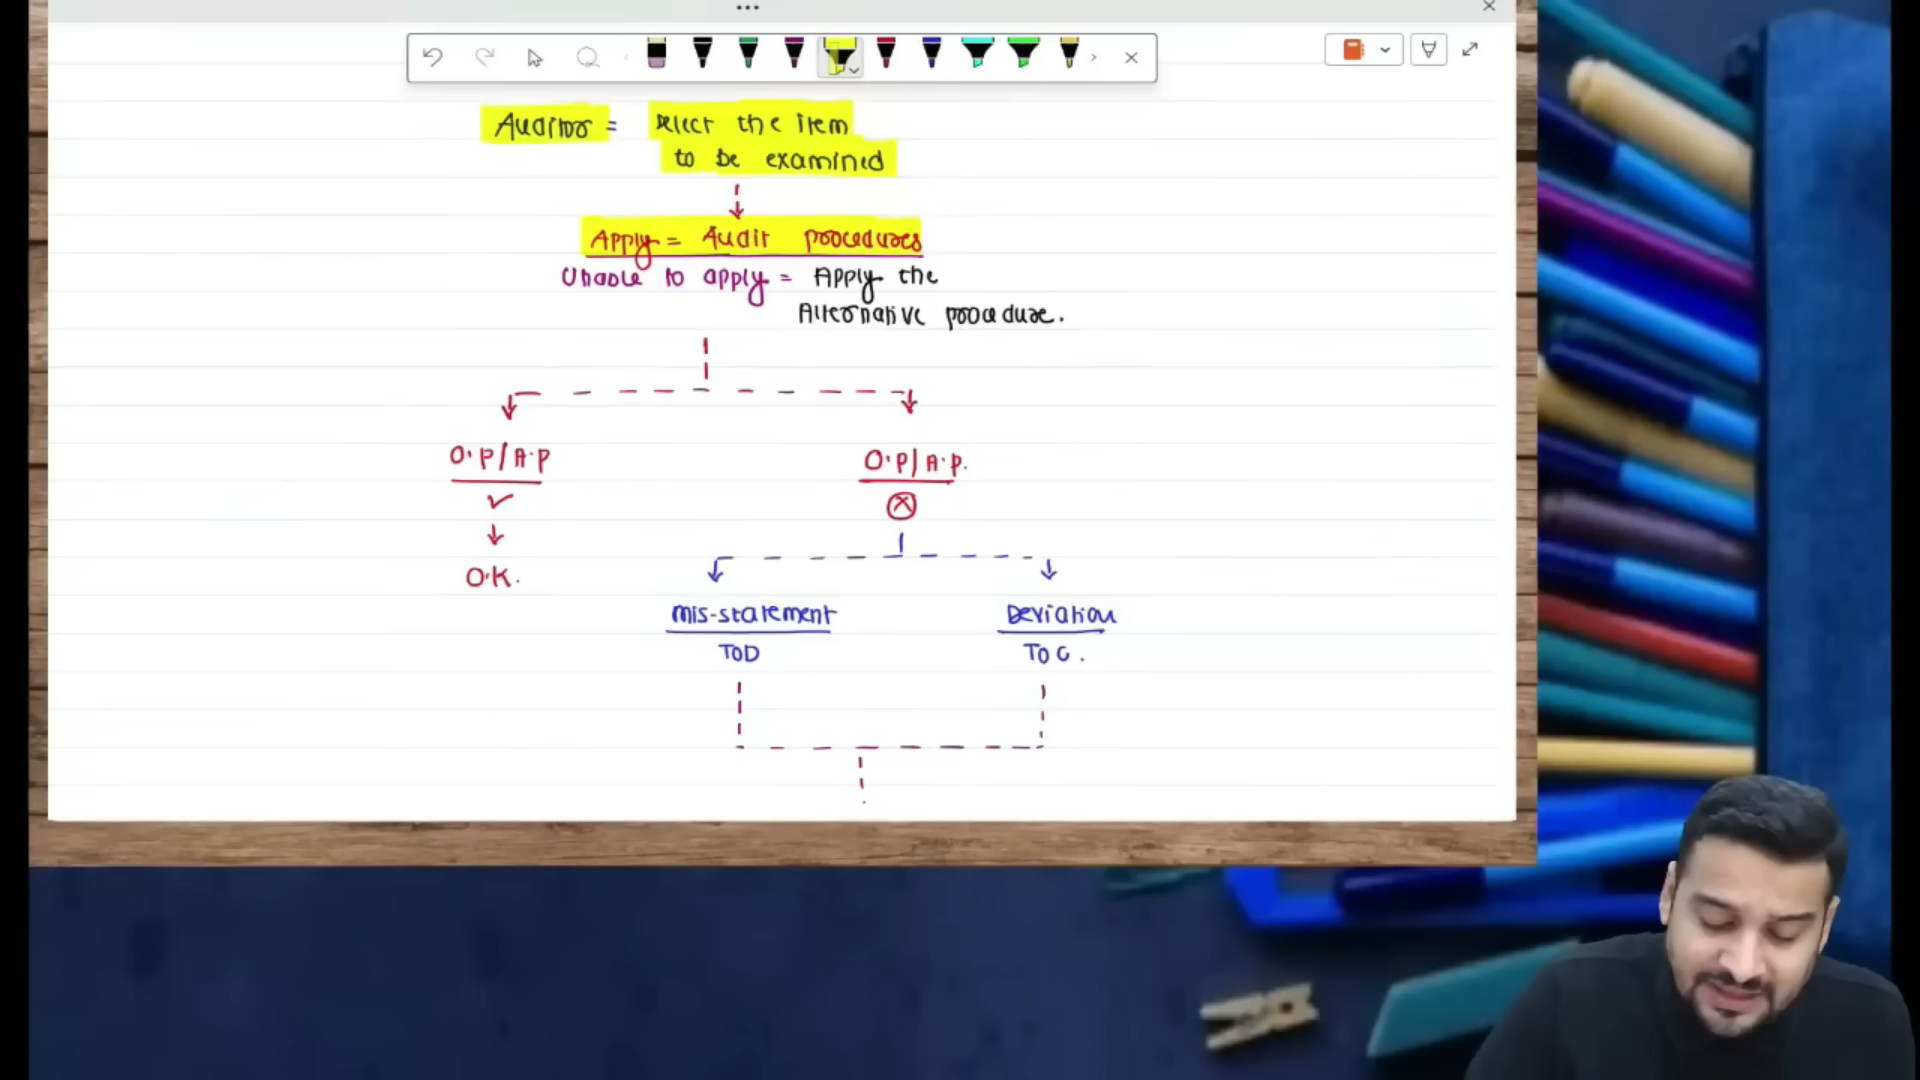 Auditor = select the item
to be examined
Apply = Audit procedures
Unable to apply = Apply the
Alternative procedure.
O.P/A.P
O.P/A.P.
O.K.
Mis-statement
Deviation
TOD
TOC.